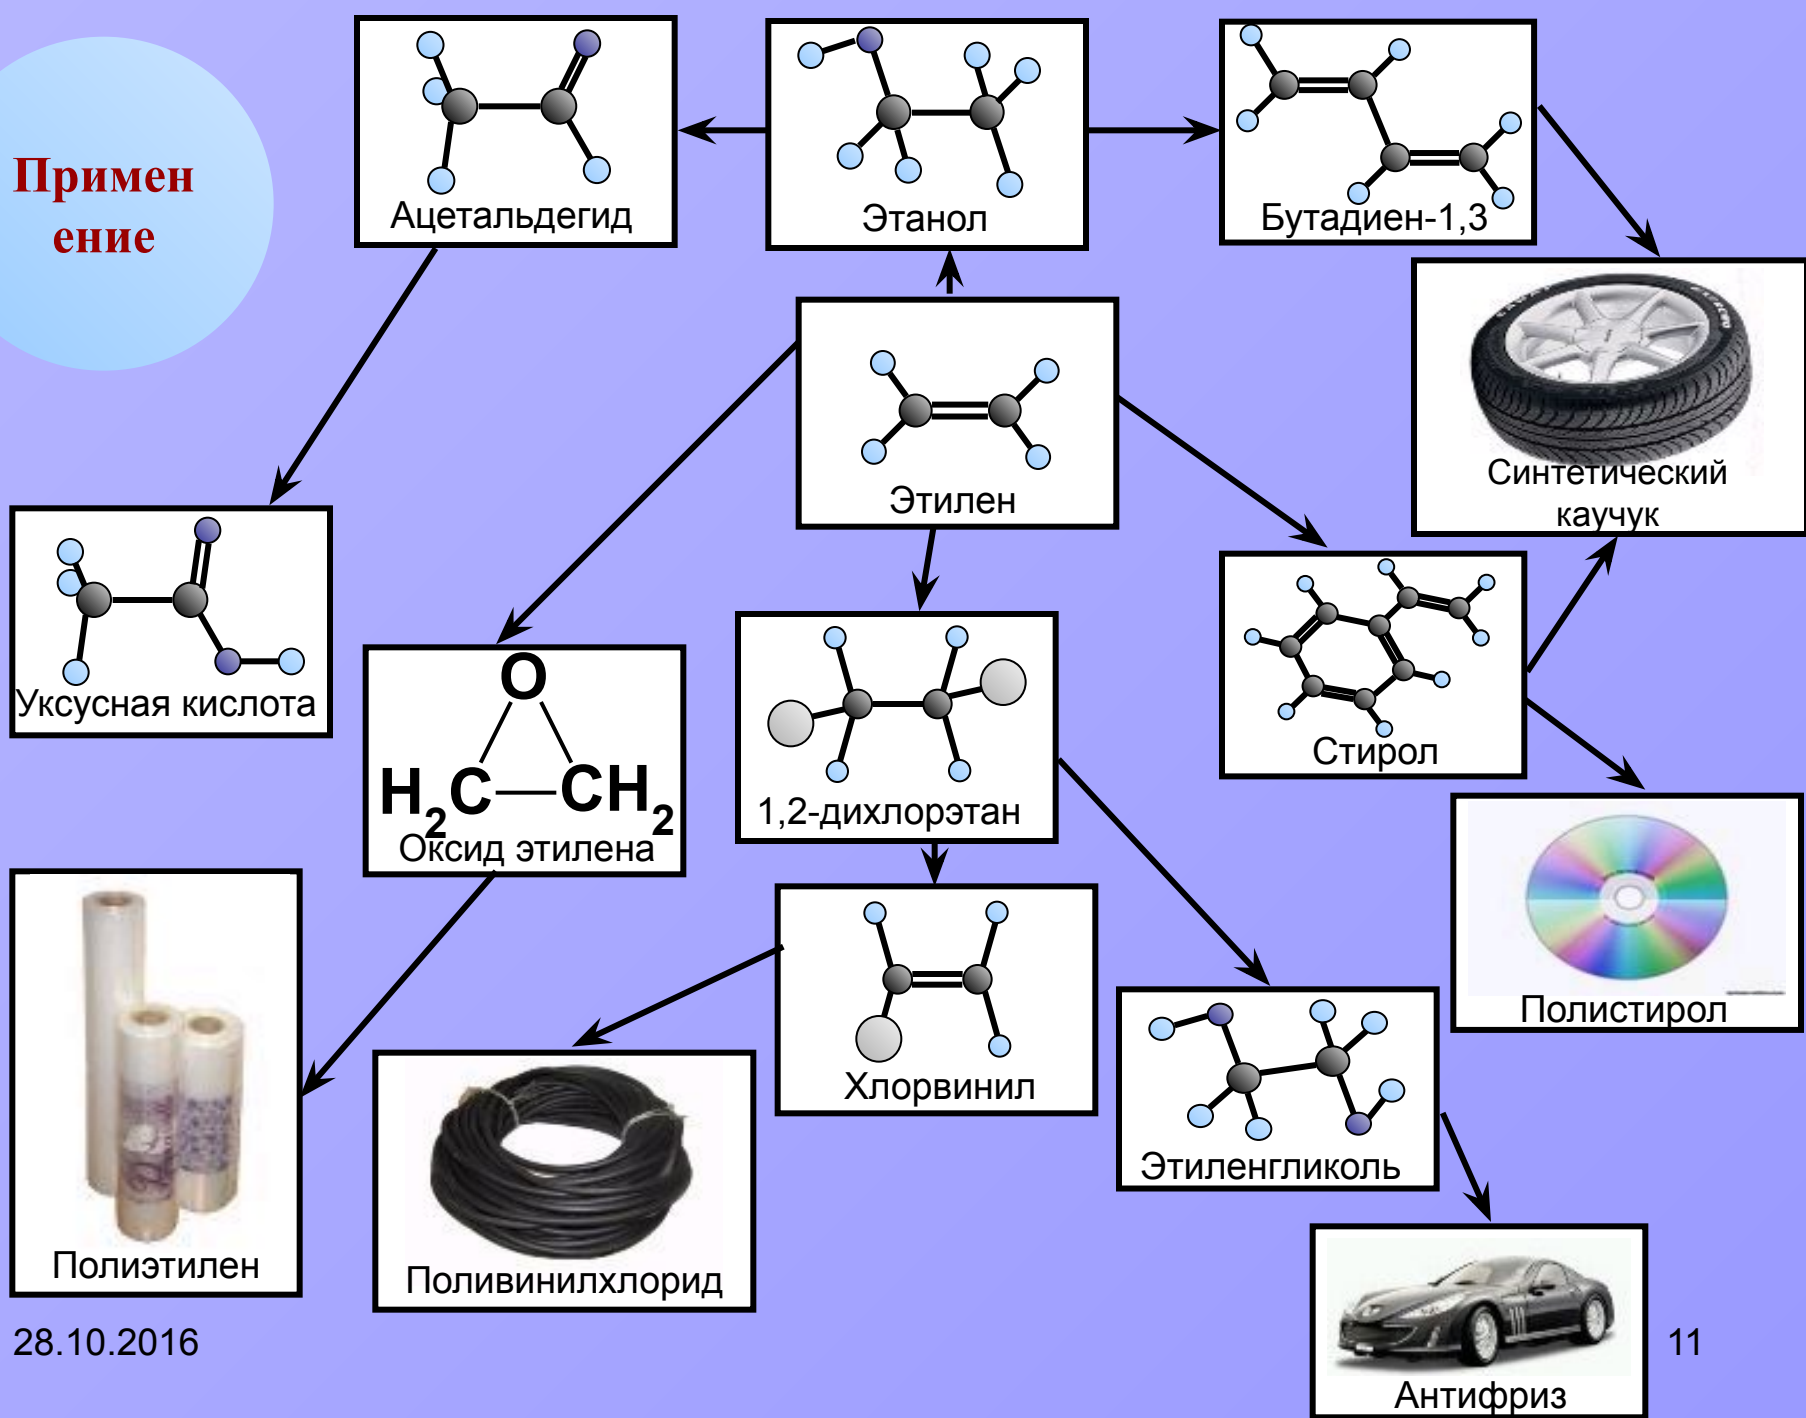 Примен
ение
Ацетальдегид
Этанол
Бутадиен-1,3
Этилен
Синтетический
каучук
Уксусная кислота
O
H₂C—CH₂
Оксид этилена
1,2-дихлорэтан
Стирол
Полистирол
Хлорвинил
Этиленгликоль
Полиэтилен
Поливинилхлорид
Антифриз
28.10.2016
11